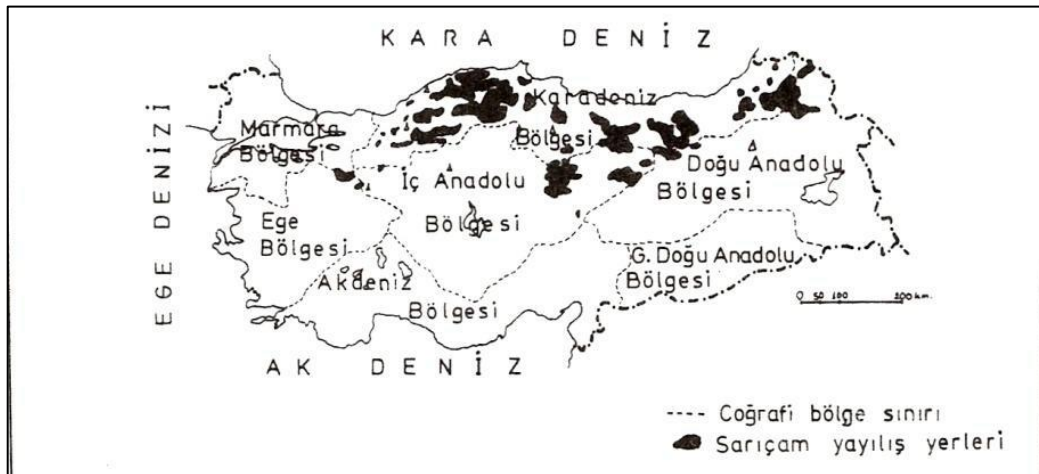 KARA DENİZ
EGE DENİZİ
Marmara
Bölgesi
Karadeniz
Bölgesi
İç Anadolu
Bölgesi
Doğu Anadolu
Bölgesi
Ege
Bölgesi
G. Doğu Anadolu
Bölgesi
Akdeniz
Bölgesi
0 50 100 200 km.
AK DENİZ
Coğrafi bölge sınırı
Sarıçam yayılış yerleri